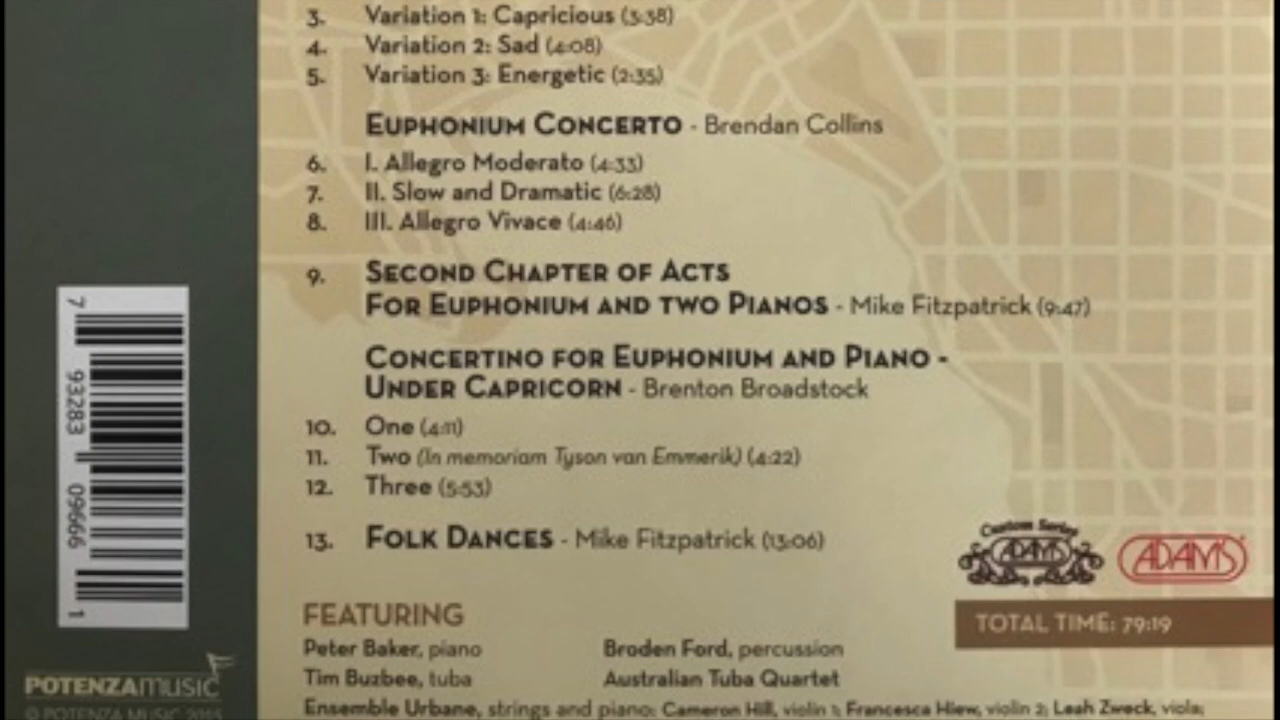 3. Variation 1: Capricious (3:38)
4. Variation 2: Sad (4:08)
5. Variation 3: Energetic (2:35)
EUPHONIUM CONCERTO - Brendan Collins
6. I. Allegro Moderato (4:33)
7. II. Slow and Dramatic (6:28)
8. III. Allegro Vivace (4:46)
9. SECOND CHAPTER OF ACTS
FOR EUPHONIUM AND TWO PIANOS - Mike Fitzpatrick (9:47)
CONCERTINO FOR EUPHONIUM AND PIANO -
UNDER CAPRICORN - Brenton Broadstock
10. One (4:11)
11. Two (In memoriam Tyson van Emmerik) (4:22)
12. Three (5:53)
13. FOLK DANCES - Mike Fitzpatrick (13:06)
Custom Series
ADAMS
ADAMS
TOTAL TIME: 79:19
FEATURING
Peter Baker, piano
Broden Ford, percussion
Tim Buzbee, tuba
Australian Tuba Quartet
Ensemble Urbane, strings and piano: Cameron Hill, violin 1; Francesca Hiew, violin 2; Leah Zweck, viola;
7 93283 09666 1
POTENZAMUSIC
© POTENZA MUSIC 2015